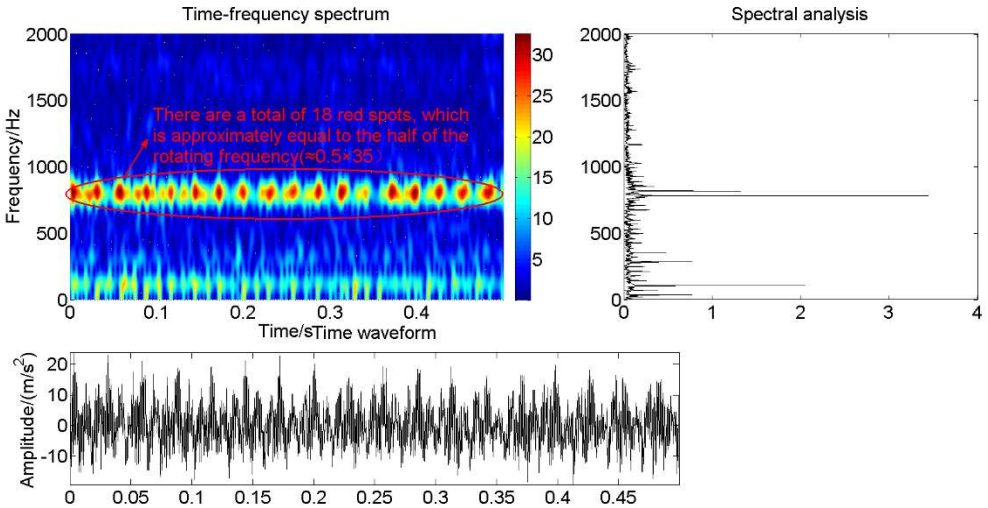 Time-frequency spectrum
Spectral analysis
2000
1500
1000
500
0
Frequency/Hz
There are a total of 18 red spots, which
is approximately equal to the half of the
rotating frequency(≈0.5×35）
0 0.1 0.2 0.3 0.4
Time/s
30
25
20
15
10
5
2000
1500
1000
500
0
0 1 2 3 4
Time waveform
Amplitude/(m/s²)
20
10
0
-10
0 0.05 0.1 0.15 0.2 0.25 0.3 0.35 0.4 0.45